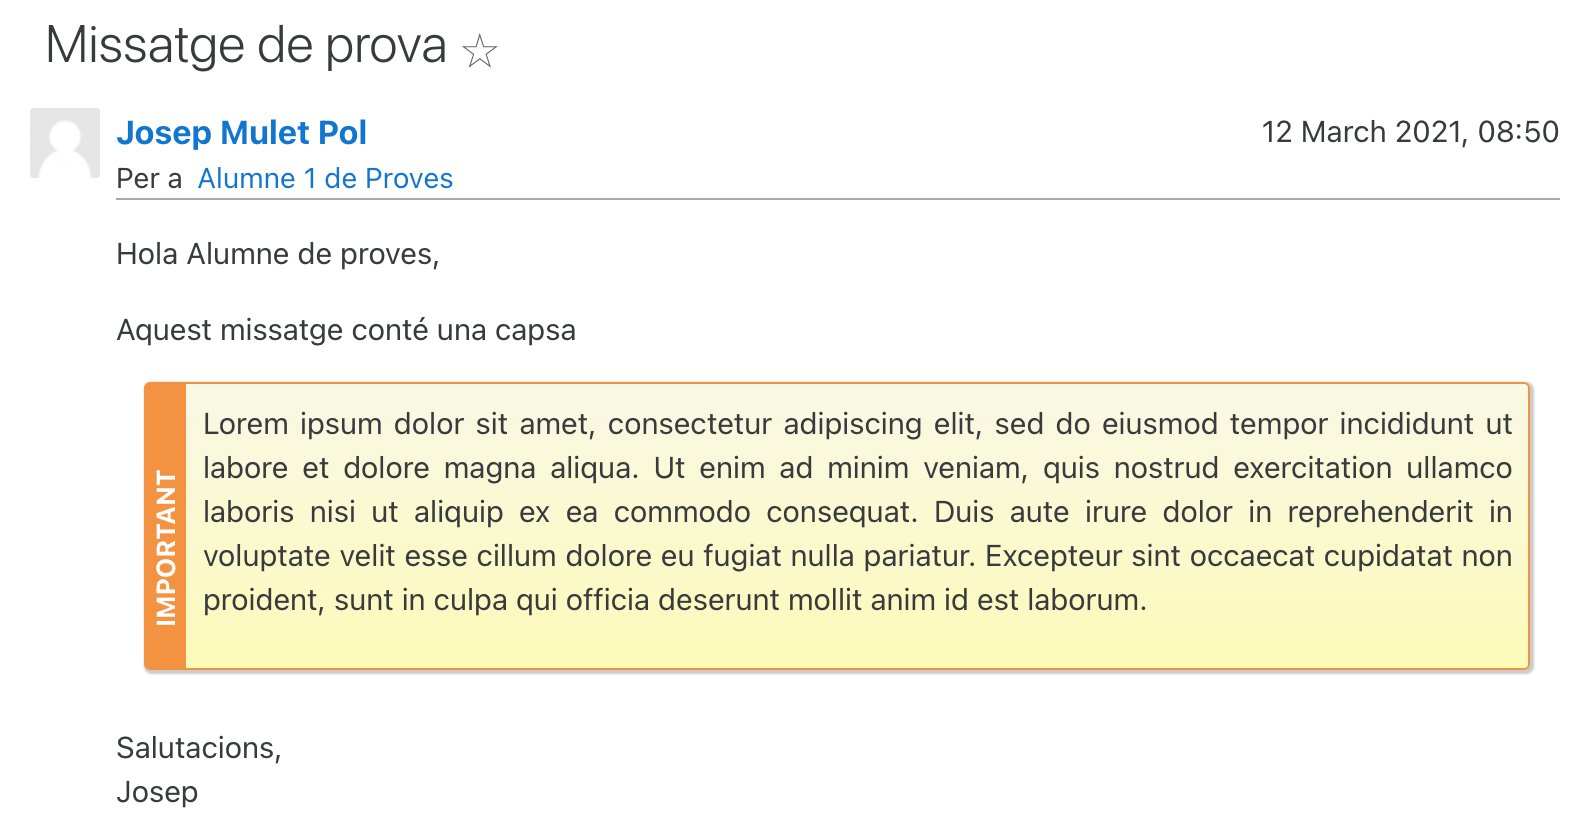 Missatge de prova
Josep Mulet Pol
12 March 2021, 08:50
Per a Alumne 1 de Proves
Hola Alumne de proves,
Aquest missatge conté una capsa
IMPORTANT
Lorem ipsum dolor sit amet, consectetur adipiscing elit, sed do eiusmod tempor incididunt ut
labore et dolore magna aliqua. Ut enim ad minim veniam, quis nostrud exercitation ullamco
laboris nisi ut aliquip ex ea commodo consequat. Duis aute irure dolor in reprehenderit in
voluptate velit esse cillum dolore eu fugiat nulla pariatur. Excepteur sint occaecat cupidatat non
proident, sunt in culpa qui officia deserunt mollit anim id est laborum.
Salutacions,
Josep